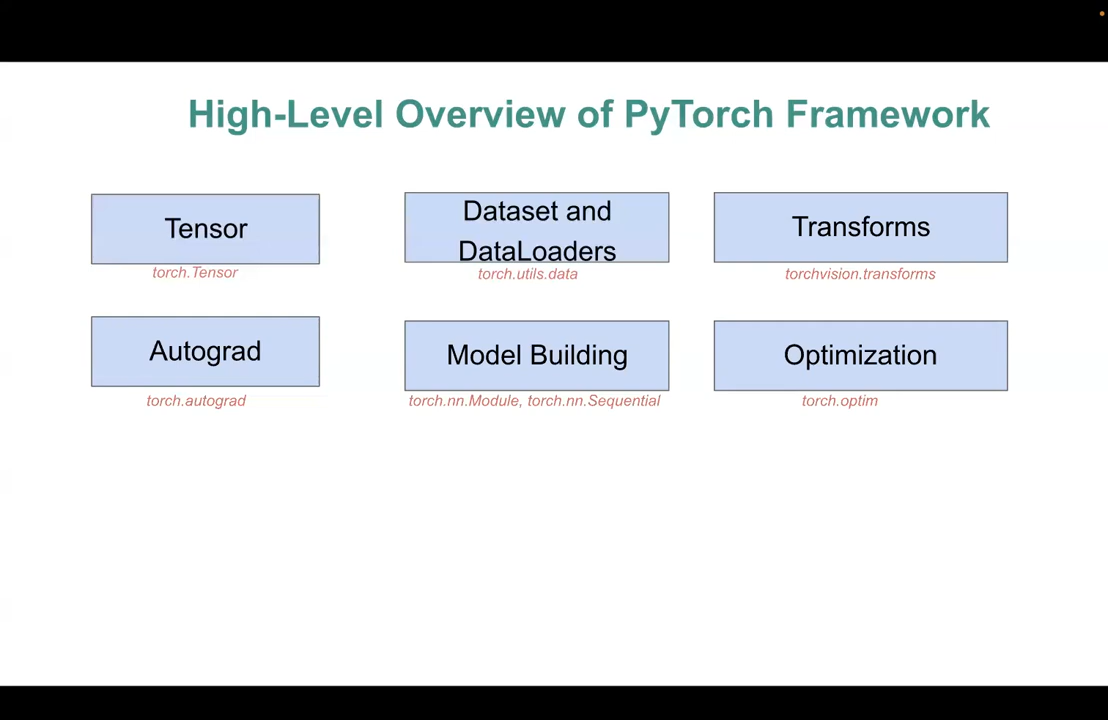 High-Level Overview of PyTorch Framework
Tensor
torch.Tensor
Dataset and
DataLoaders
torch.utils.data
Transforms
torchvision.transforms
Autograd
torch.autograd
Model Building
torch.nn.Module, torch.nn.Sequential
Optimization
torch.optim